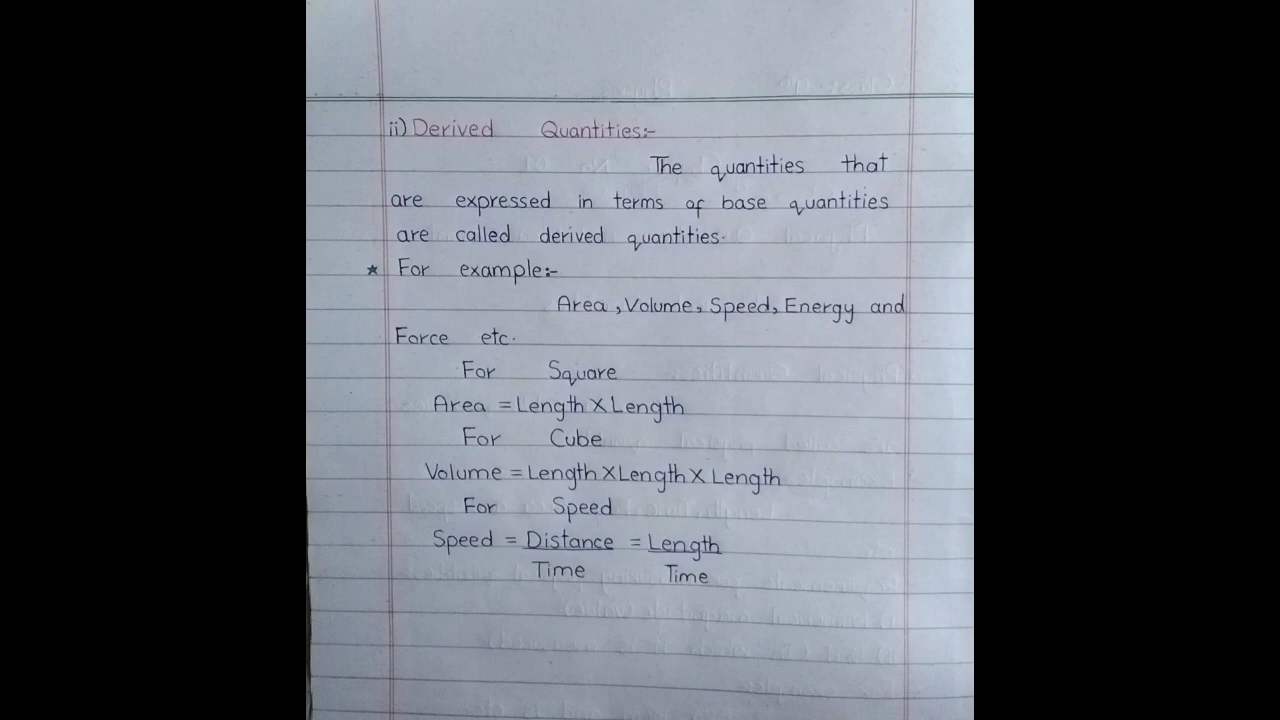 ii) Derived Quantities:-
The quantities that
are expressed in terms of base quantities
are called derived quantities.
★ For example:-
Area, Volume, Speed, Energy and
Force etc.
For Square
Area = Length X Length
For Cube
Volume = Length X Length X Length
For Speed
Speed = Distance = Length
Time Time